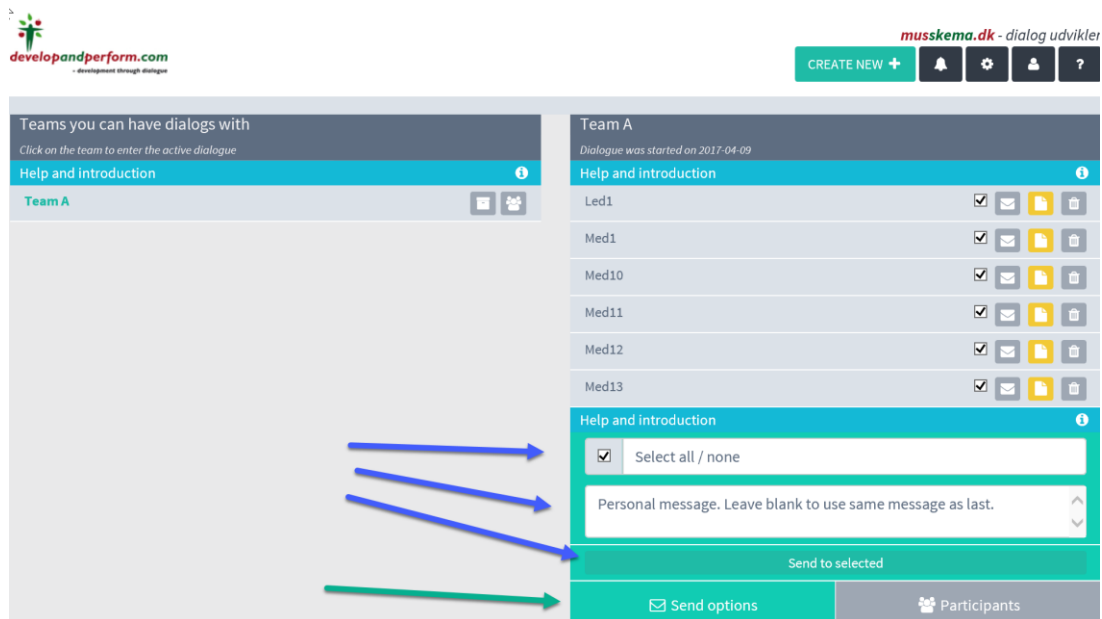 developandperform.com
- development through dialogue
musskema.dk - dialog udvikler
CREATE NEW +
?
Teams you can have dialogs with
Click on the team to enter the active dialogue
Help and introduction
Team A
Team A
Dialogue was started on 2017-04-09
Help and introduction
Led1
Med1
Med10
Med11
Med12
Med13
Help and introduction
Select all / none
Personal message. Leave blank to use same message as last.
Send to selected
Send options
Participants